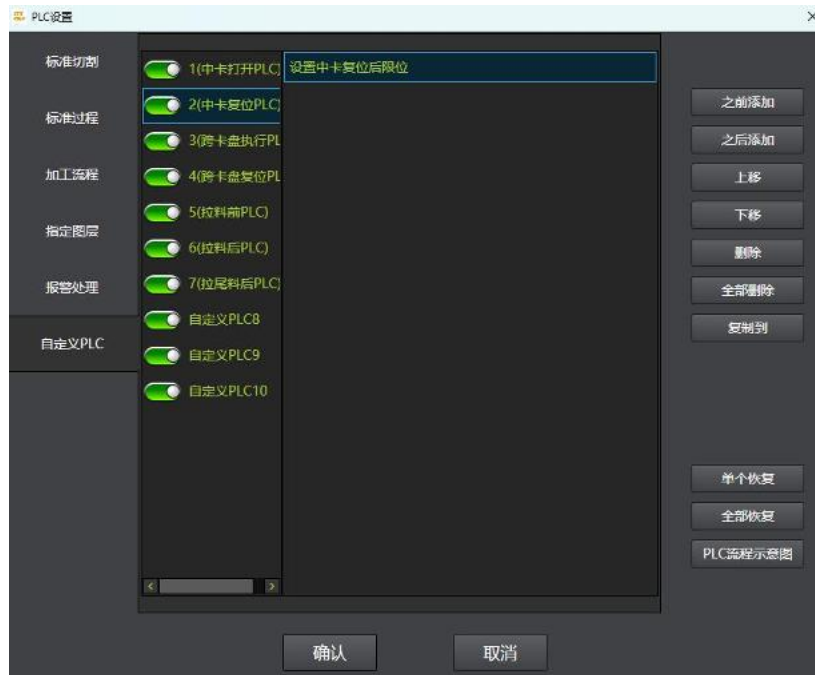 PLC设置
标准切割
标准过程
加工流程
指定图层
报警处理
自定义PLC
1(中卡打开PLC)
2(中卡复位PLC)
3(跨卡盘执行PL
4(跨卡盘复位PL
5(拉料前PLC)
6(拉料后PLC)
7(拉尾料后PLC)
自定义PLC8
自定义PLC9
自定义PLC10
设置中卡复位后限位
之前添加
之后添加
上移
下移
删除
全部删除
复制到
单个恢复
全部恢复
PLC流程示意图
确认
取消